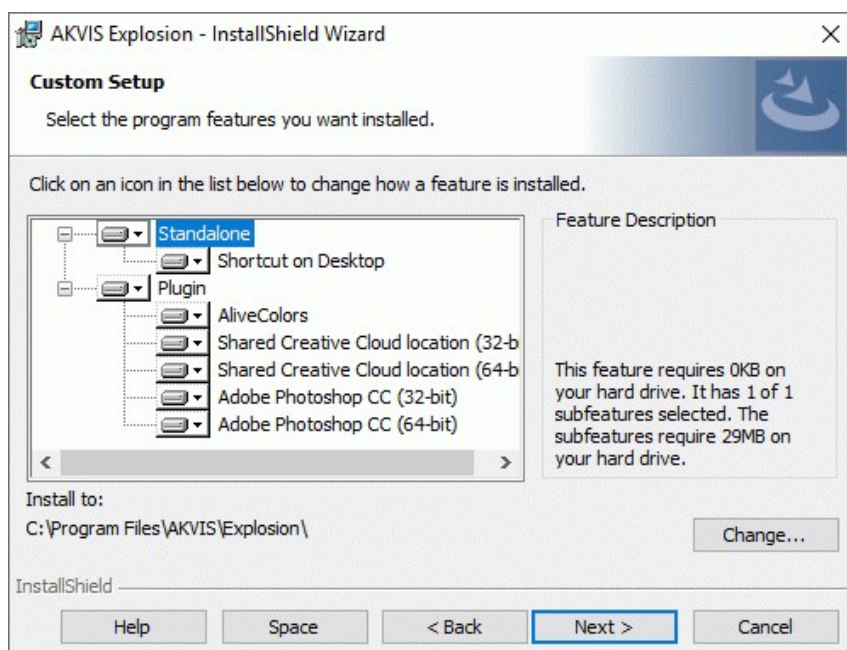 AKVIS Explosion - InstallShield Wizard
Custom Setup
Select the program features you want installed.
Click on an icon in the list below to change how a feature is installed.
Standalone
Shortcut on Desktop
Plugin
AliveColors
Shared Creative Cloud location (32-b
Shared Creative Cloud location (64-b
Adobe Photoshop CC (32-bit)
Adobe Photoshop CC (64-bit)
Feature Description
This feature requires 0KB on
your hard drive. It has 1 of 1
subfeatures selected. The
subfeatures require 29MB on
your hard drive.
Install to:
C:\Program Files\AKVIS\Explosion\
Change...
InstallShield
Help
Space
< Back
Next >
Cancel